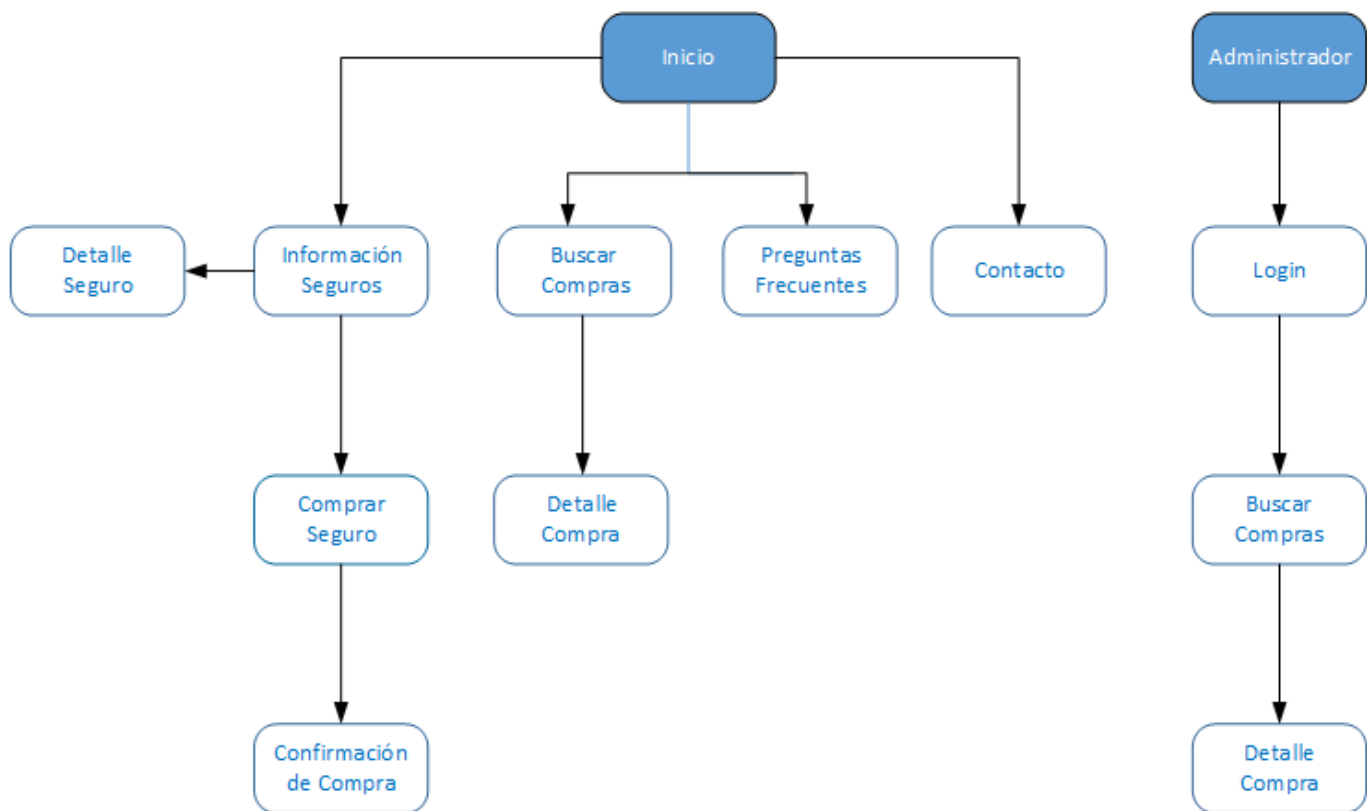 Inicio
Administrador
Detalle
Seguro
Información
Seguros
Buscar
Compras
Preguntas
Frecuentes
Contacto
Login
Comprar
Seguro
Detalle
Compra
Buscar
Compras
Confirmación
de Compra
Detalle
Compra